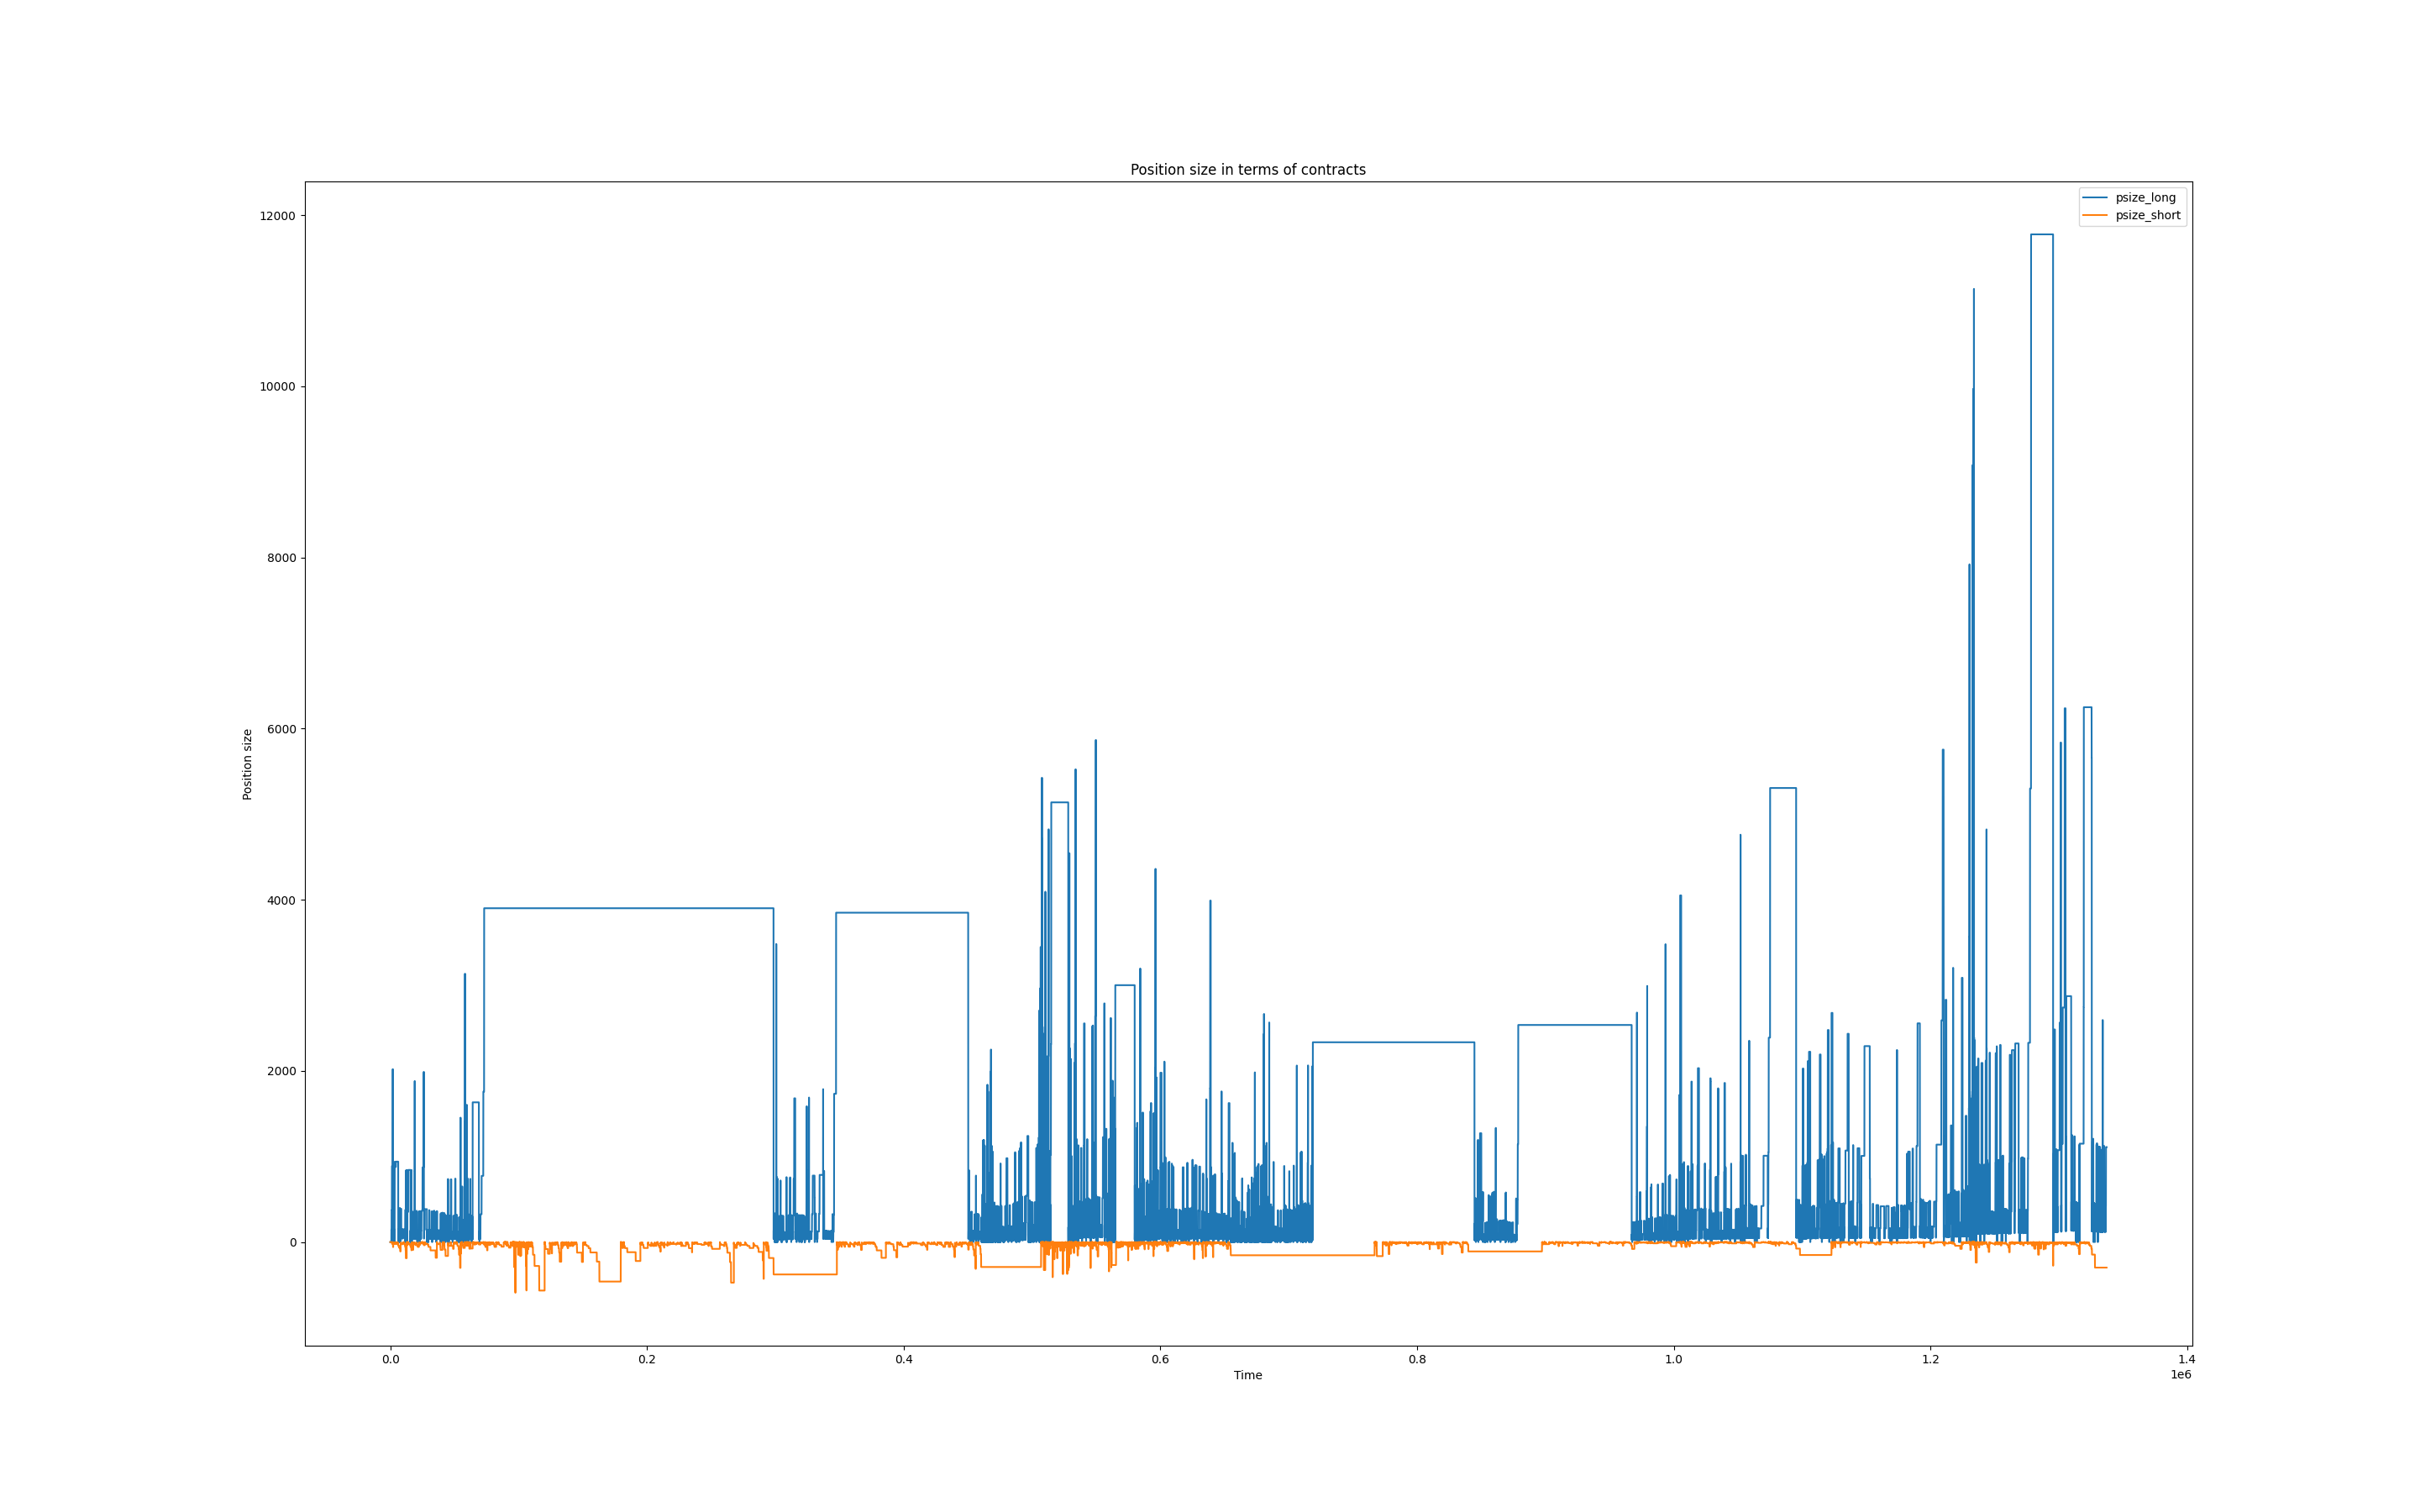 Position size in terms of contracts
psize_long
psize_short
12000
10000
8000
6000
4000
2000
0
Position size
0.0 0.2 0.4 0.6 0.8 1.0 1.2 1.4
Time
1e6